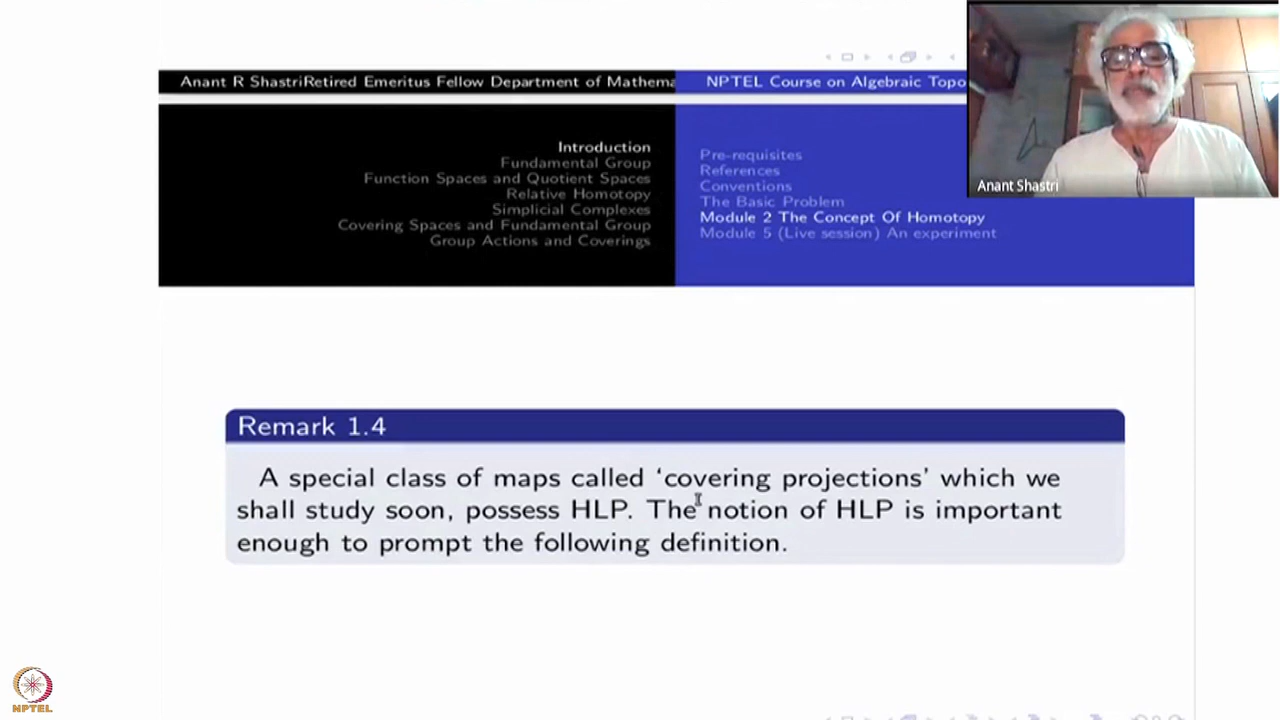 Anant R ShastriRetired Emeritus Fellow Department of Mathema
NPTEL Course on Algebraic Topo
Introduction
Fundamental Group
Function Spaces and Quotient Spaces
Relative Homotopy
Simplicial Complexes
Covering Spaces and Fundamental Group
Group Actions and Coverings
Pre-requisites
References
Conventions
The Basic Problem
Module 2 The Concept Of Homotopy
Module 5 (Live session) An experiment
Anant Shastri
Remark 1.4
A special class of maps called ‘covering projections’ which we
shall study soon, possess HLP. The notion of HLP is important
enough to prompt the following definition.
NPTEL